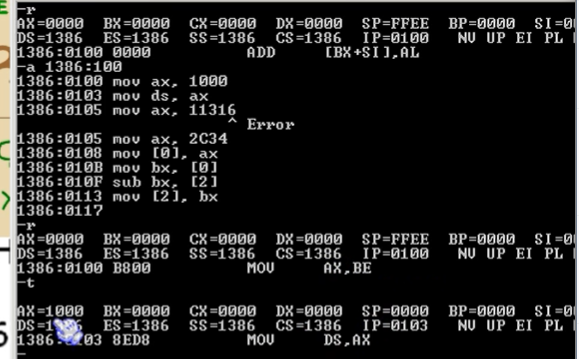 -r
AX=0000 BX=0000 CX=0000 DX=0000 SP=FFEE BP=0000 SI=0
DS=1386 ES=1386 SS=1386 CS=1386 IP=0100 NV UP EI PL
1386:0100 0000 ADD [BX+SI],AL
-a 1386:100
1386:0100 mov ax, 1000
1386:0103 mov ds, ax
1386:0105 mov ax, 11316
^ Error
1386:0105 mov ax, 2C34
1386:0108 mov [0], ax
1386:010B mov bx, [0]
1386:010F sub bx, [2]
1386:0113 mov [2], bx
1386:0117
-r
AX=0000 BX=0000 CX=0000 DX=0000 SP=FFEE BP=0000 SI=0
DS=1386 ES=1386 SS=1386 CS=1386 IP=0100 NV UP EI PL
1386:0100 B800 MOV AX,BE
-t
AX=1000 BX=0000 CX=0000 DX=0000 SP=0000 BP=0000 SI=0
ES=1386 SS=1386 CS=1386 IP=0103 NV UP EI PL
8ED8 MOV DS,AX
-